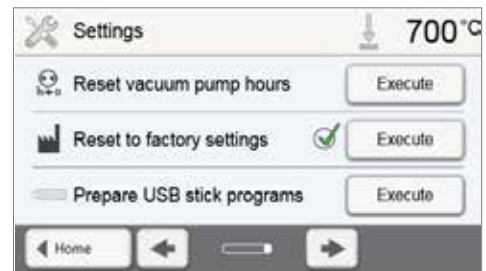 Settings 700°C
Reset vacuum pump hours Execute
Reset to factory settings Execute
Prepare USB stick programs Execute
Home